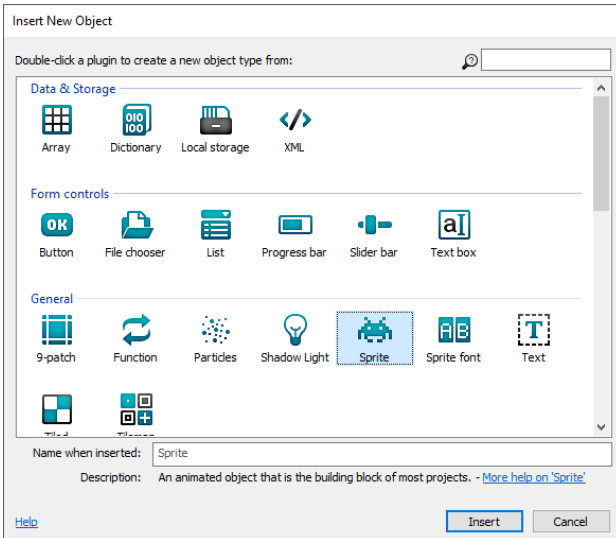 Insert New Object
Double-click a plugin to create a new object type from:
Data & Storage
Array Dictionary Local storage XML
Form controls
OK aI
Button File chooser List Progress bar Slider bar Text box
General
AB T
9-patch Function Particles Shadow Light Sprite Sprite font Text
Name when inserted: Sprite
Description: An animated object that is the building block of most projects. - More help on 'Sprite'
Help Insert Cancel